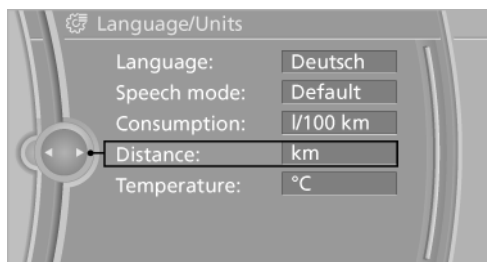 Language/Units
Language: Deutsch
Speech mode: Default
Consumption: l/100 km
Distance: km
Temperature: °C